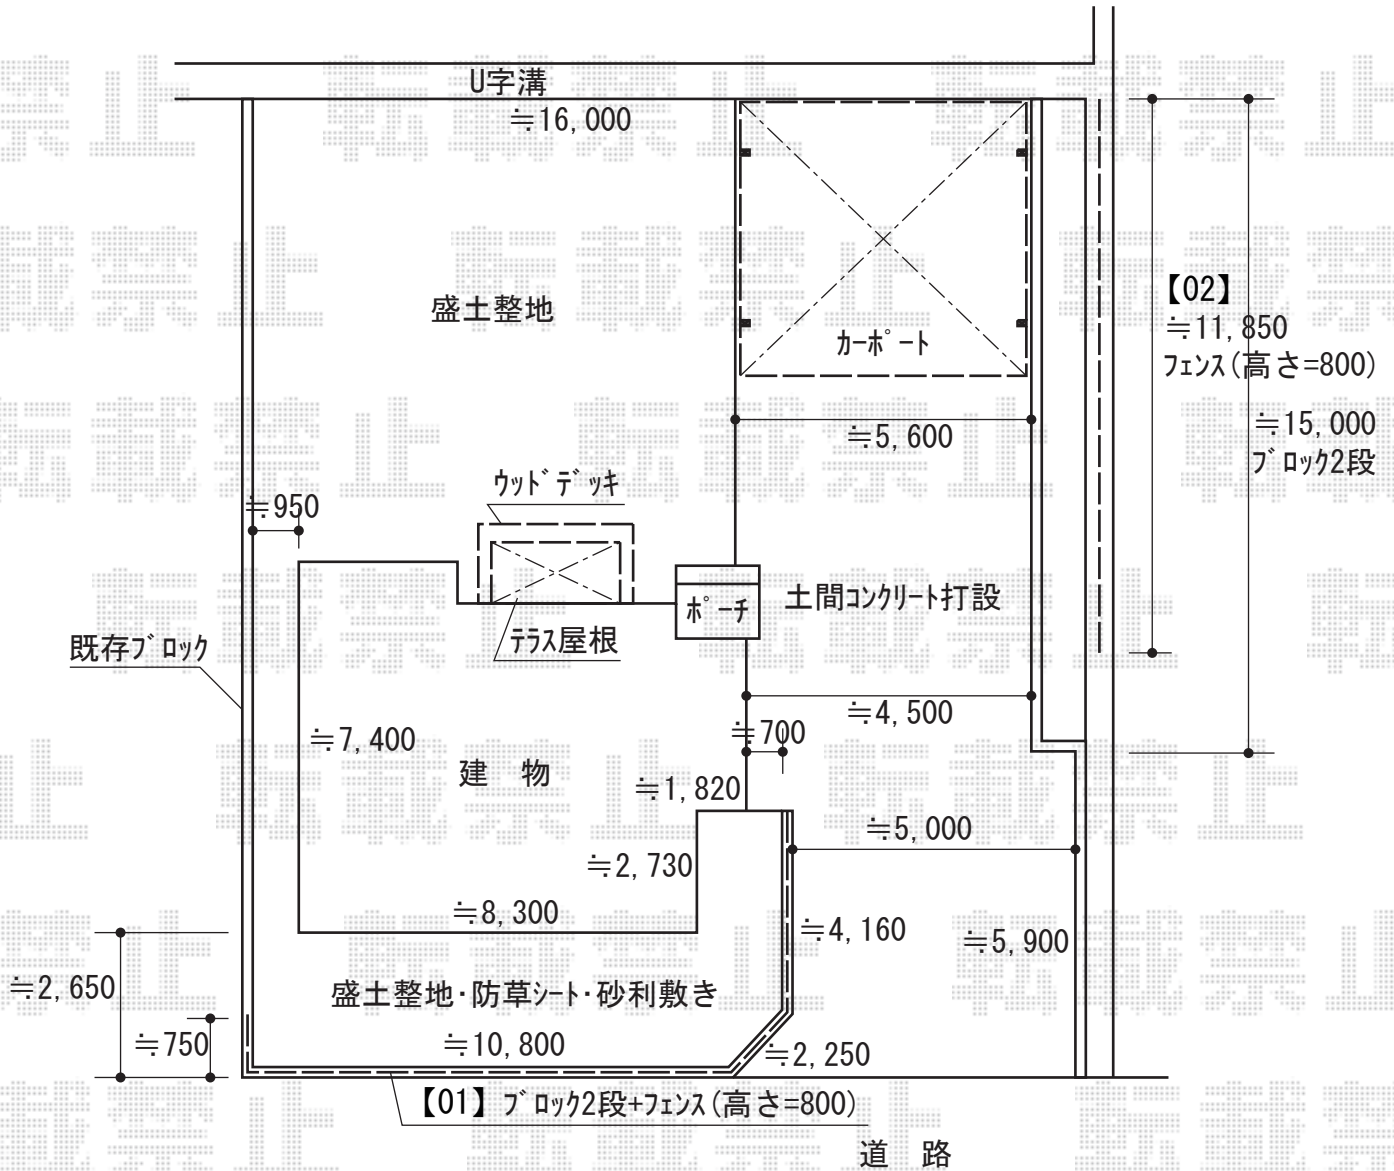 U字溝
≒16,000
【02】
≒11,850
フェンス(高さ=800)
盛土整地
カーポート
≒15,000
ブロック2段
≒5,600
ウッドデッキ
≒950
土間コンクリート打設
ポーチ
テラス屋根
既存ブロック
≒4,500
≒700
≒7,400
建 物
≒1,820
≒5,000
≒2,730
≒8,300
≒4,160
≒5,900
≒2,650
盛土整地・防草シート・砂利敷き
≒750
≒10,800
≒2,250
【01】ブロック2段+フェンス(高さ=800)
道 路
転載禁止